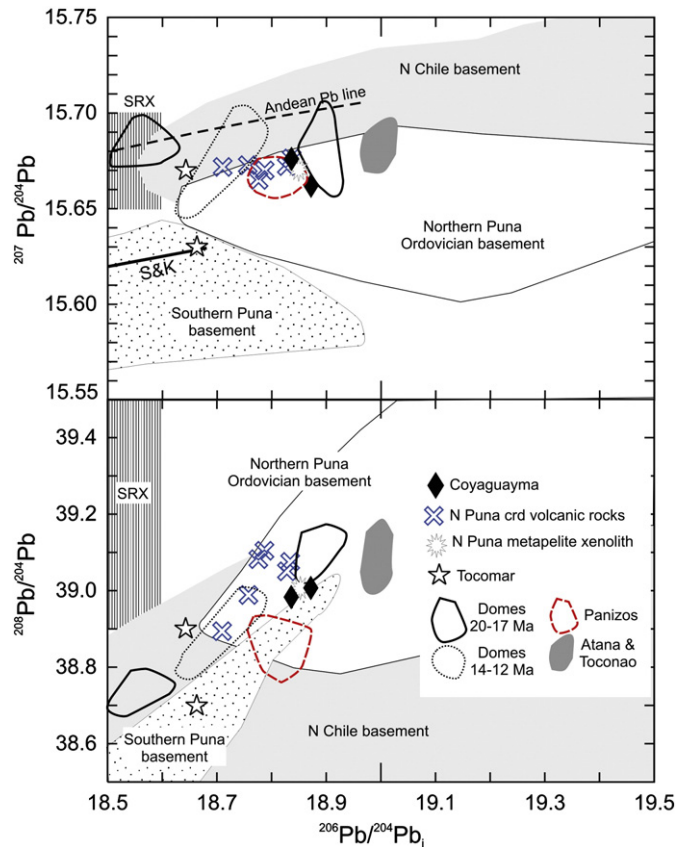 15.75
15.70
15.65
15.60
15.55
²⁰⁷Pb/²⁰⁴Pb
N Chile basement
SRX
Andean Pb line
Northern Puna
Ordovician basement
S&K
Southern Puna
basement
39.4
39.2
39.0
38.8
38.6
²⁰⁸Pb/²⁰⁴Pb
Northern Puna
Ordovician basement
SRX
Coyaguayma
N Puna crd volcanic rocks
N Puna metapelite xenolith
Tocomar
Domes
20-17 Ma
Panizos
Domes
14-12 Ma
Atana &
Toconao
N Chile basement
Southern Puna
basement
18.5 18.7 18.9 19.1 19.3 19.5
²⁰⁶Pb/²⁰⁴Pbᵢ